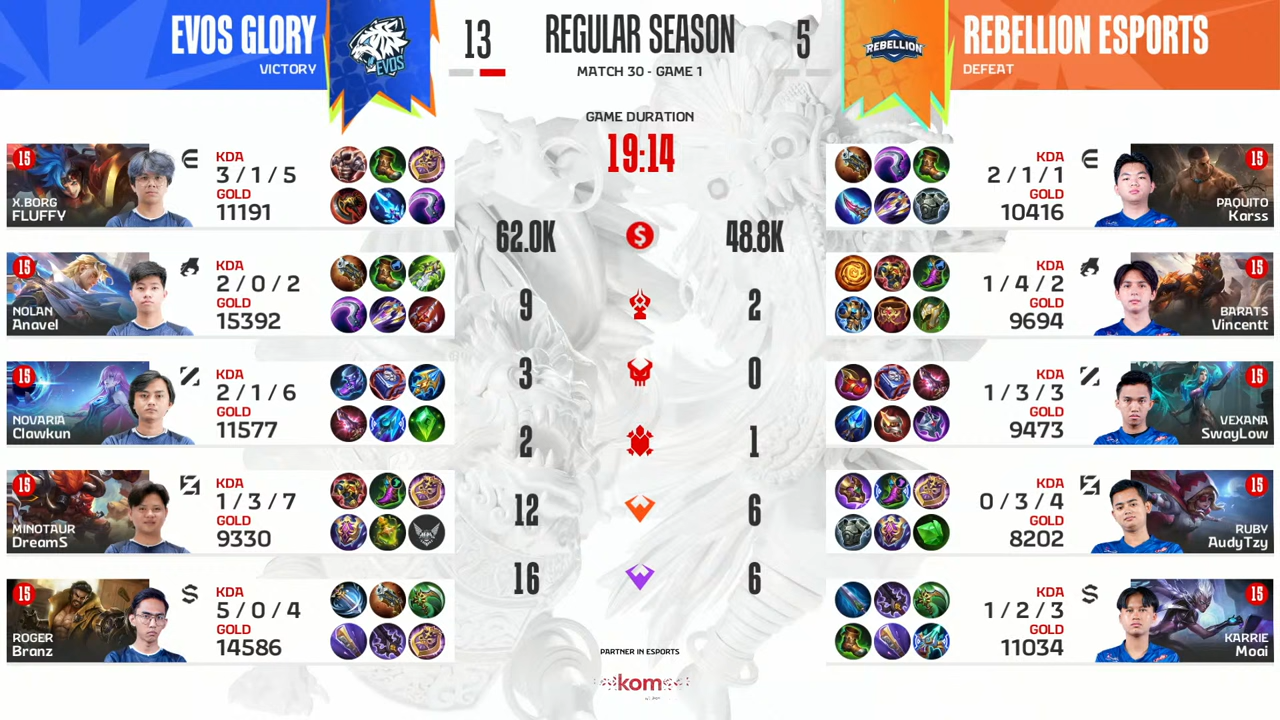 EVOS GLORY
VICTORY
EVOS
13
REGULAR SEASON
MATCH 30 - GAME 1
5
REBELLION
REBELLION ESPORTS
DEFEAT
GAME DURATION
19:14
15
X.BORG
FLUFFY
KDA
3 / 1 / 5
GOLD
11191
15
NOLAN
Anavel
KDA
2 / 0 / 2
GOLD
15392
15
NOVARIA
Clawkun
KDA
2 / 1 / 6
GOLD
11577
15
MINOTAUR
DreamS
KDA
1 / 3 / 7
GOLD
9330
15
ROGER
Branz
KDA
5 / 0 / 4
GOLD
14586
62.0K 48.8K
9 2
3 0
2 1
12 6
16 6
PARTNER IN ESPORTS
kom
KDA
2 / 1 / 1
GOLD
10416
15
PAQUITO
Karss
KDA
1 / 4 / 2
GOLD
9694
15
BARATS
Vincentt
KDA
1 / 3 / 3
GOLD
9473
15
VEXANA
SwayLow
KDA
0 / 3 / 4
GOLD
8202
15
RUBY
AudyTzy
KDA
1 / 2 / 3
GOLD
11034
15
KARRIE
Moai